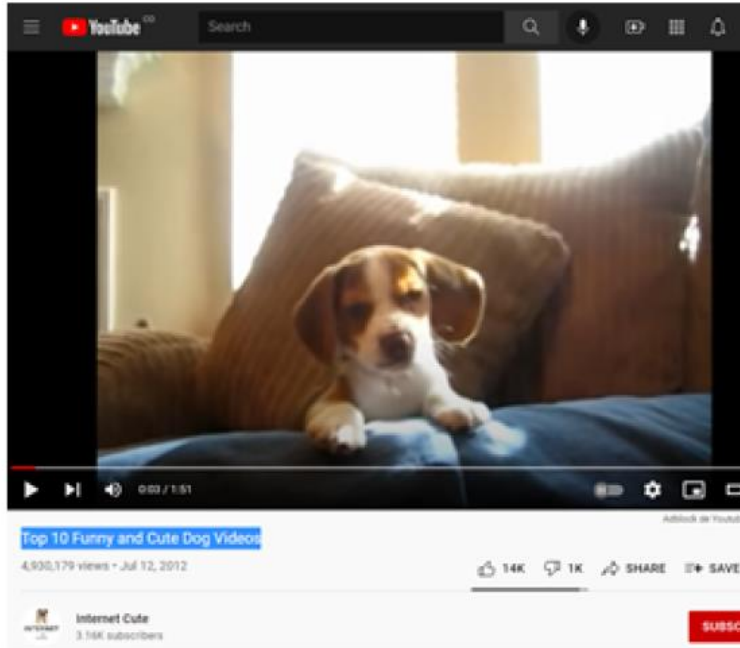 YouTube CO
Search
0:03 / 1:51
Adblock de Youtub
Top 10 Funny and Cute Dog Videos
4,930,179 views • Jul 12, 2012
14K 1K SHARE SAVE
Internet Cute
3.16K subscribers
SUBSC